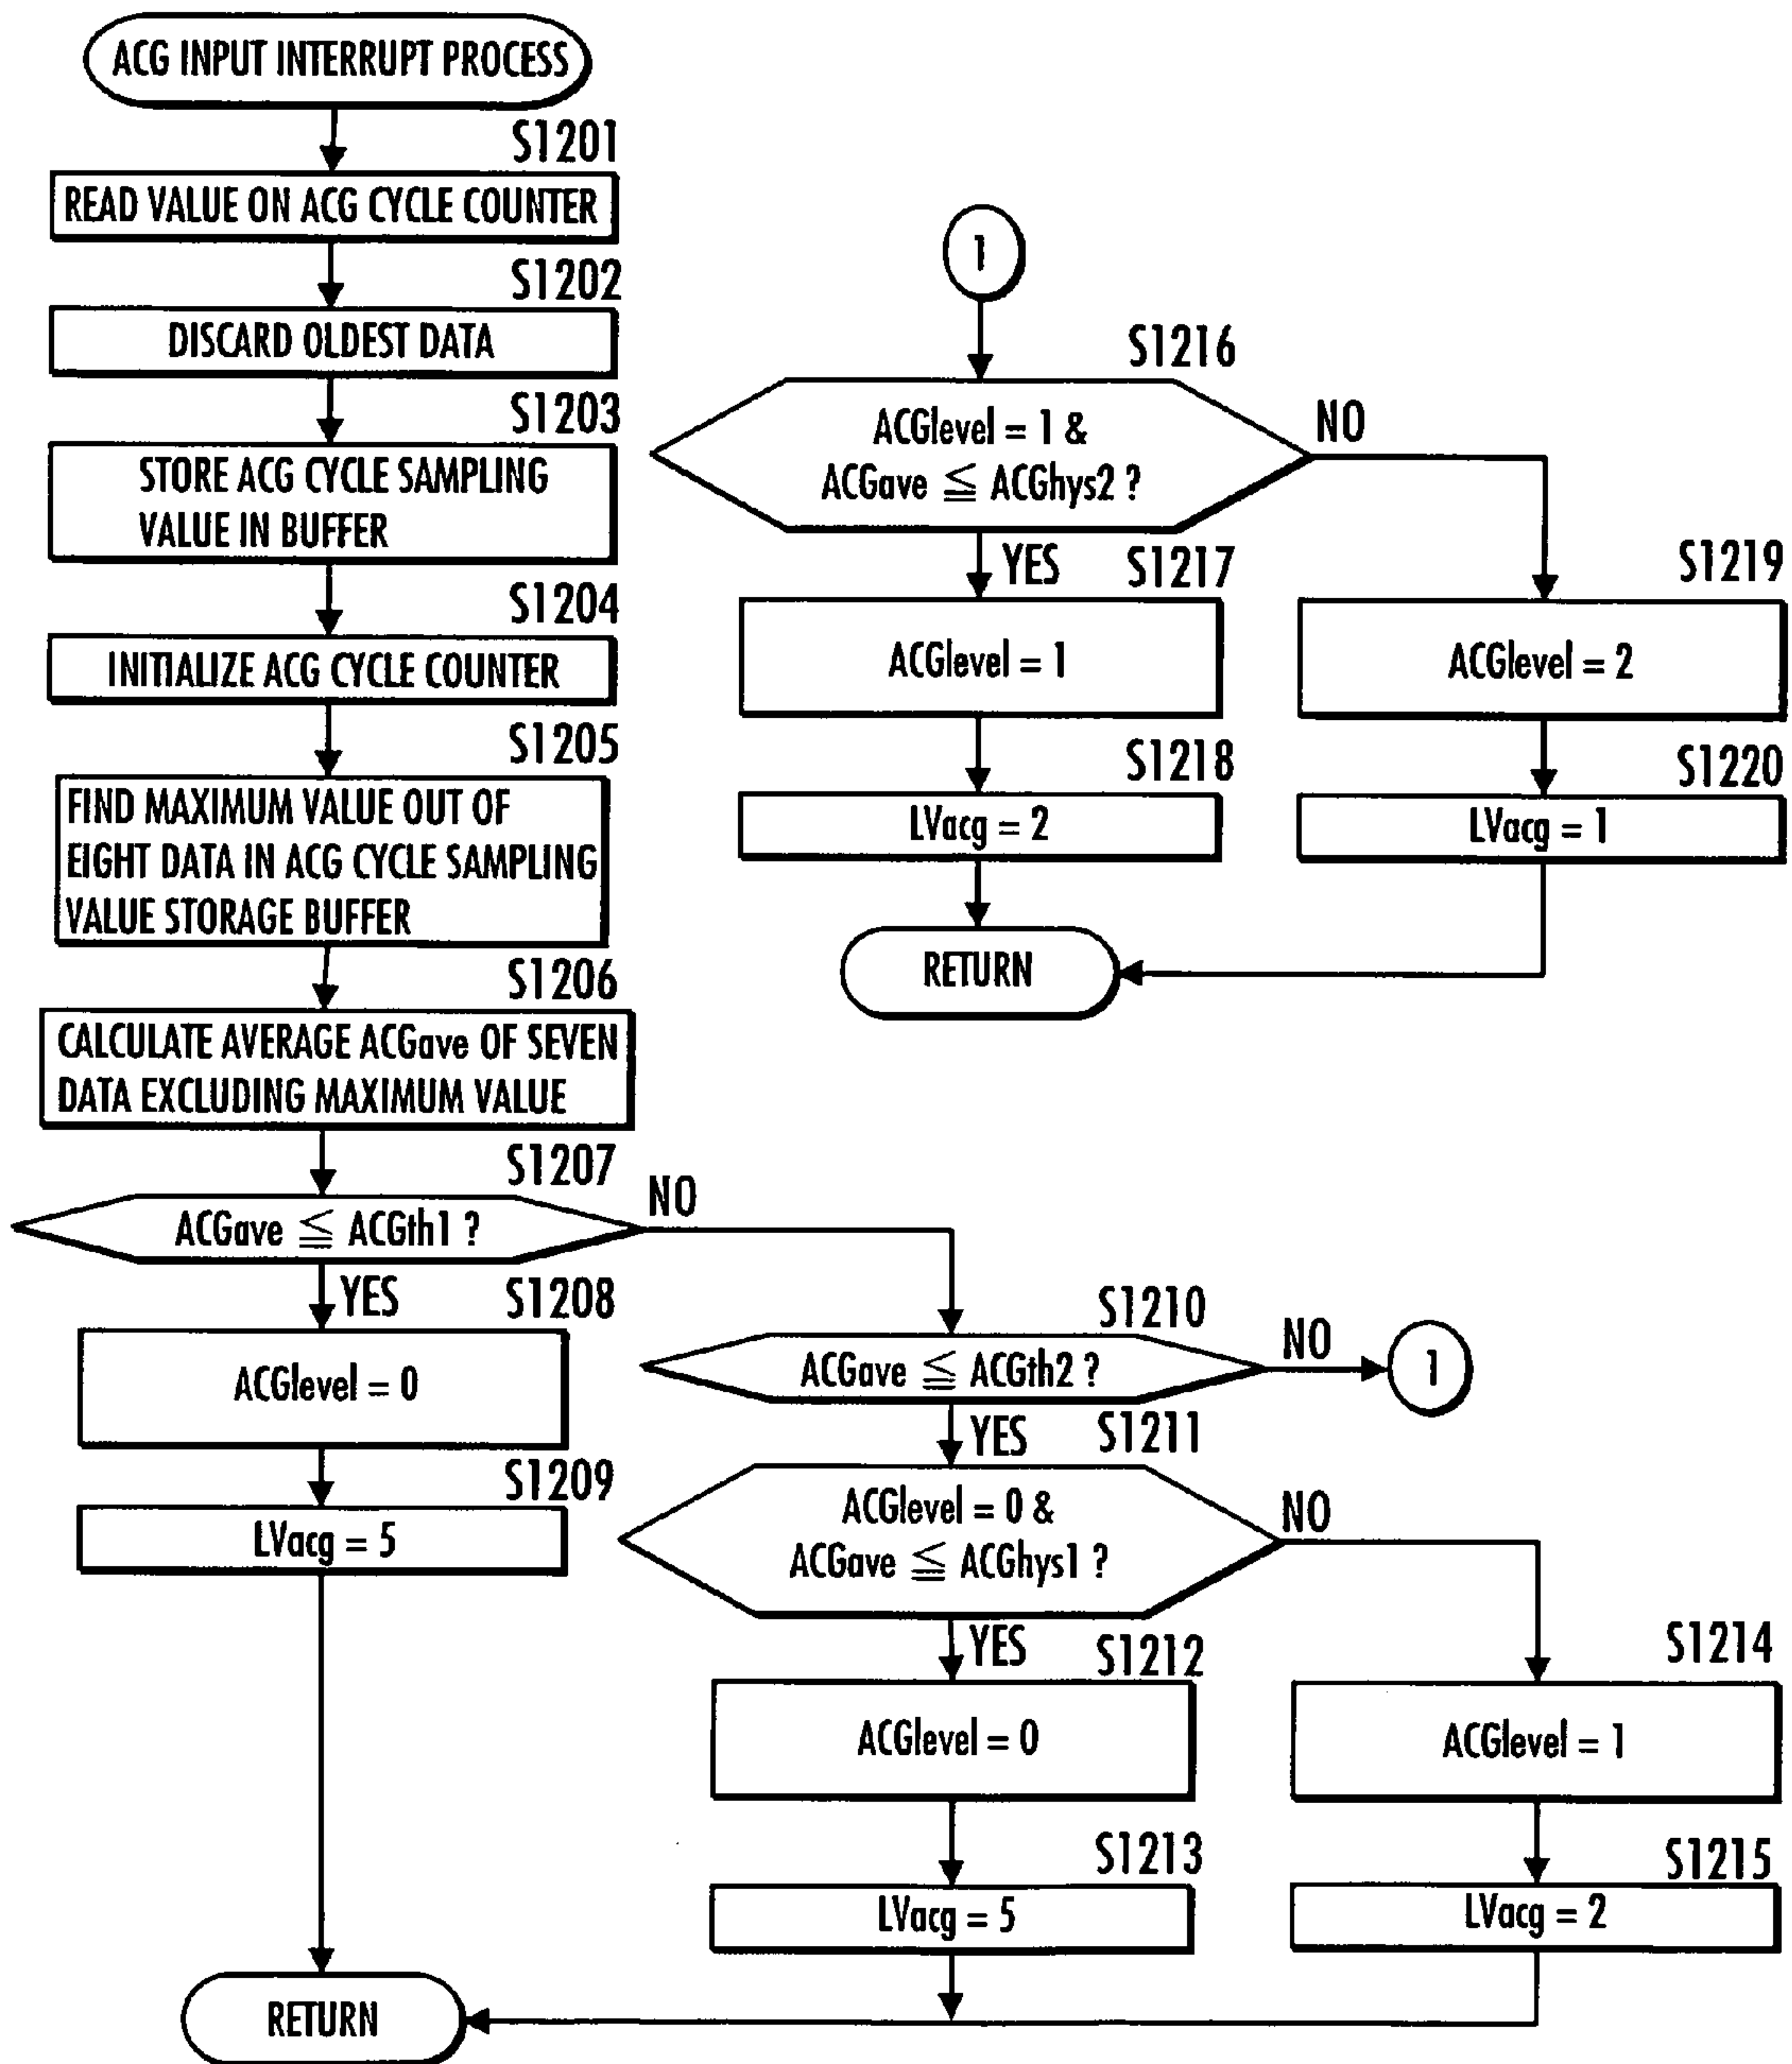 ACG INPUT INTERRUPT PROCESS
S1201
READ VALUE ON ACG CYCLE COUNTER
S1202
DISCARD OLDEST DATA
S1203
STORE ACG CYCLE SAMPLING
VALUE IN BUFFER
S1204
INITIALIZE ACG CYCLE COUNTER
S1205
FIND MAXIMUM VALUE OUT OF
EIGHT DATA IN ACG CYCLE SAMPLING
VALUE STORAGE BUFFER
S1206
CALCULATE AVERAGE ACGave OF SEVEN
DATA EXCLUDING MAXIMUM VALUE
S1207
ACGave ≦ ACGth1 ?
NO
YES
S1208
ACGlevel = 0
S1209
LVacg = 5
RETURN
S1210
ACGave ≦ ACGth2 ?
NO
1
YES
S1211
ACGlevel = 0 &
ACGave ≦ ACGhys1 ?
NO
YES
S1212
ACGlevel = 0
S1213
LVacg = 5
S1214
ACGlevel = 1
S1215
LVacg = 2
1
S1216
ACGlevel = 1 &
ACGave ≦ ACGhys2 ?
NO
YES
S1217
ACGlevel = 1
S1218
LVacg = 2
RETURN
S1219
ACGlevel = 2
S1220
LVacg = 1